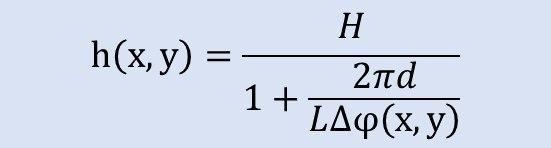 h(x, y) = H / (1 + 2πd / (LΔφ(x, y)))